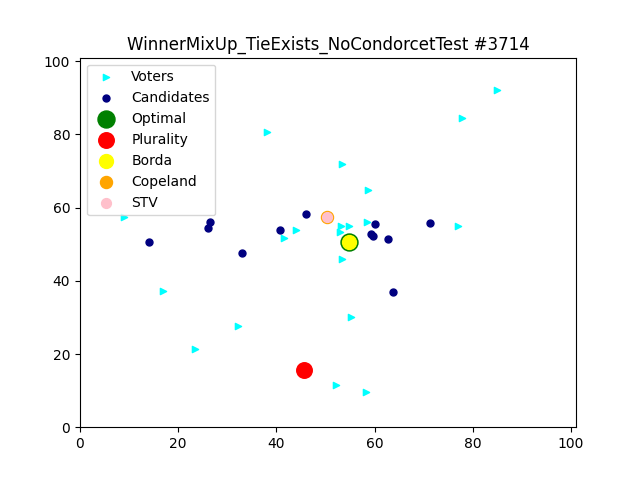 WinnerMixUp_TieExists_NoCondorcetTest #3714
100
80
60
40
20
0
Voters
Candidates
Optimal
Plurality
Borda
Copeland
STV
0 20 40 60 80 100